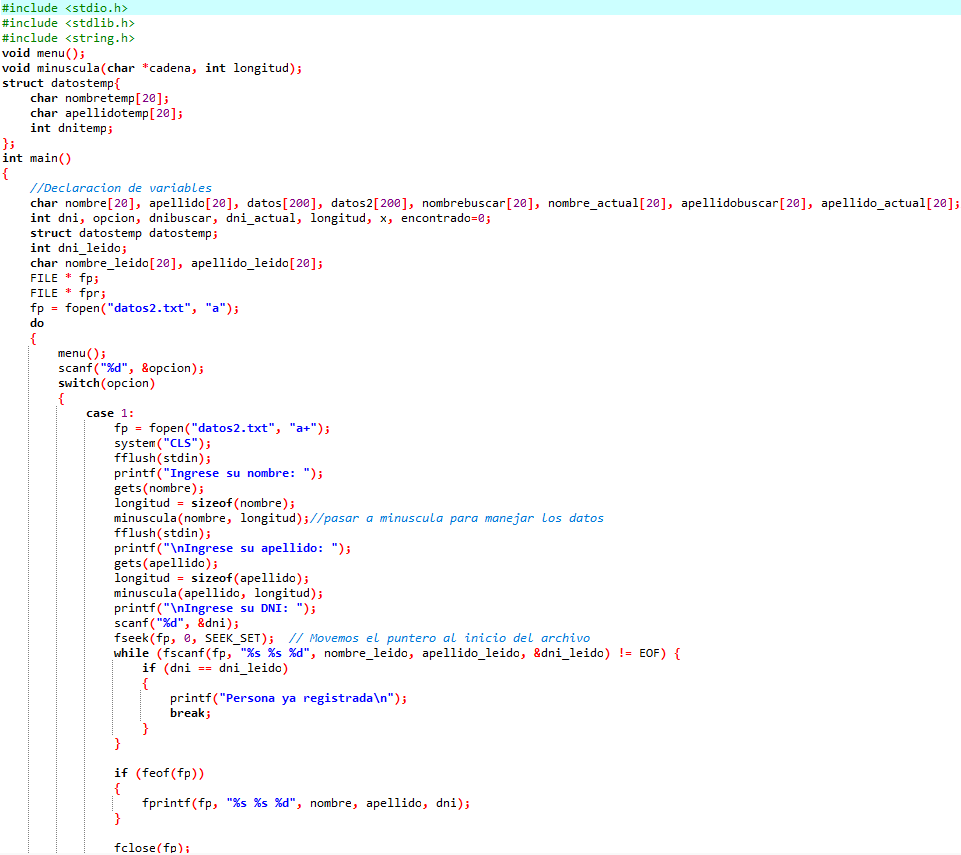 #include <stdio.h>
#include <stdlib.h>
#include <string.h>
void menu();
void minuscula(char *cadena, int longitud);
struct datostemp{
    char nombretemp[20];
    char apellidotemp[20];
    int dnitemp;
};
int main()
{
    //Declaracion de variables
    char nombre[20], apellido[20], datos[200], datos2[200], nombrebuscar[20], nombre_actual[20], apellidobuscar[20], apellido_actual[20];
    int dni, opcion, dnibuscar, dni_actual, longitud, x, encontrado=0;
    struct datostemp datostemp;
    int dni_leido;
    char nombre_leido[20], apellido_leido[20];
    FILE * fp;
    FILE * fpr;
    fp = fopen("datos2.txt", "a");
    do
    {
        menu();
        scanf("%d", &opcion);
        switch(opcion)
        {
            case 1:
                fp = fopen("datos2.txt", "a+");
                system("CLS");
                fflush(stdin);
                printf("Ingrese su nombre: ");
                gets(nombre);
                longitud = sizeof(nombre);
                minuscula(nombre, longitud);//pasar a minuscula para manejar los datos
                fflush(stdin);
                printf("\nIngrese su apellido: ");
                gets(apellido);
                longitud = sizeof(apellido);
                minuscula(apellido, longitud);
                printf("\nIngrese su DNI: ");
                scanf("%d", &dni);
                fseek(fp, 0, SEEK_SET);  // Movemos el puntero al inicio del archivo
                while (fscanf(fp, "%s %s %d", nombre_leido, apellido_leido, &dni_leido) != EOF) {
                    if (dni == dni_leido)
                    {
                        printf("Persona ya registrada\n");
                        break;
                    }
                }

                if (feof(fp))
                {
                    fprintf(fp, "%s %s %d", nombre, apellido, dni);
                }

                fclose(fp);